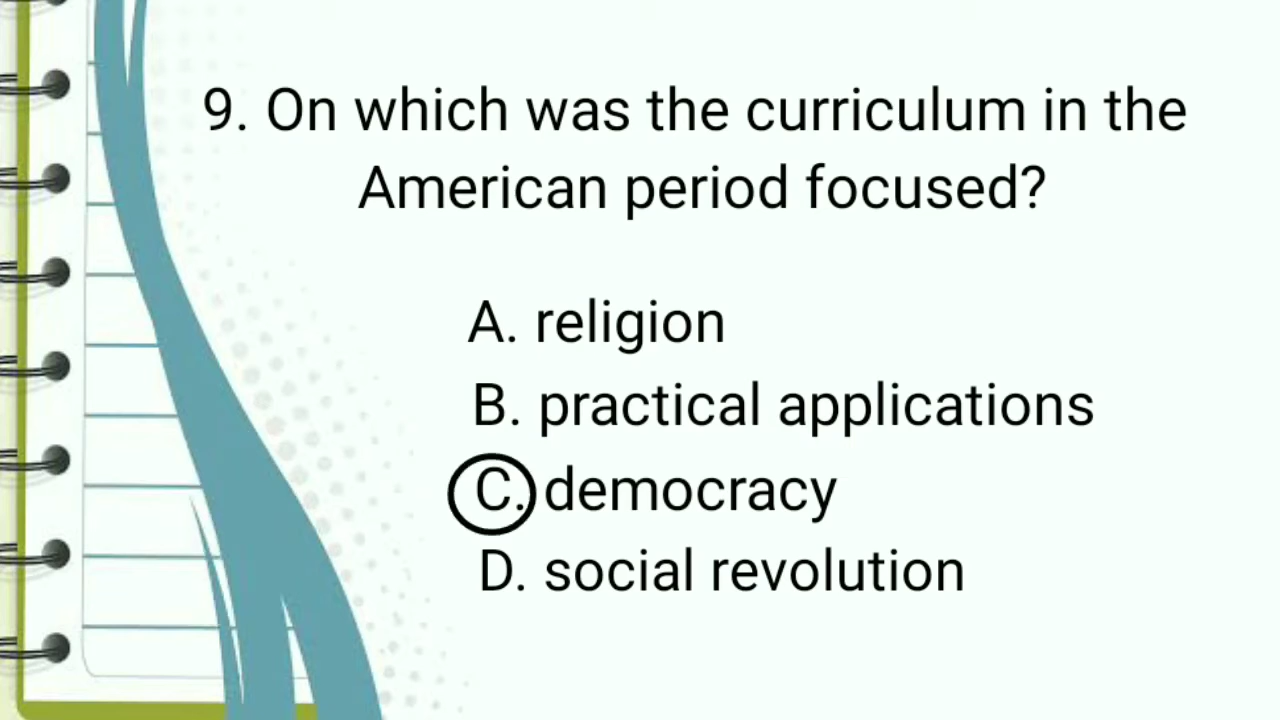 9. On which was the curriculum in the
American period focused?
A. religion
B. practical applications
C. democracy
D. social revolution